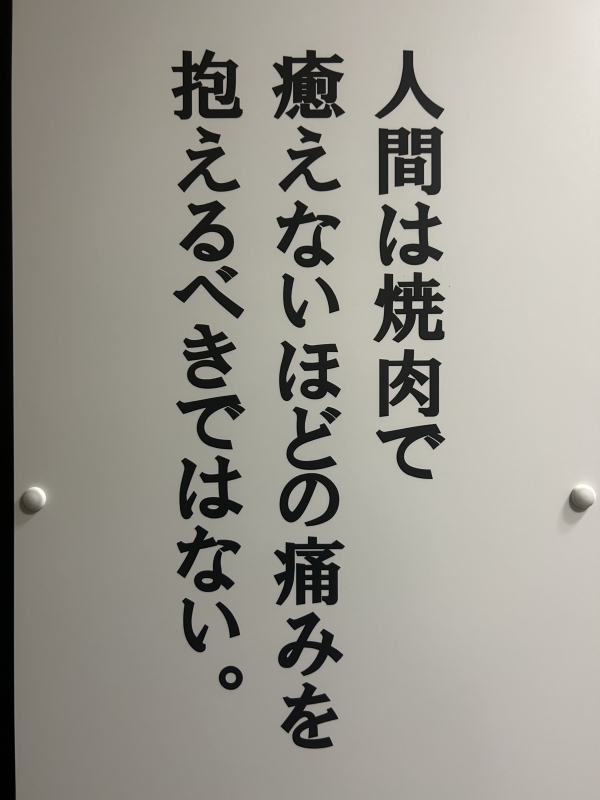 人間は焼肉で
癒えないほどの痛みを
抱えるべきではない。